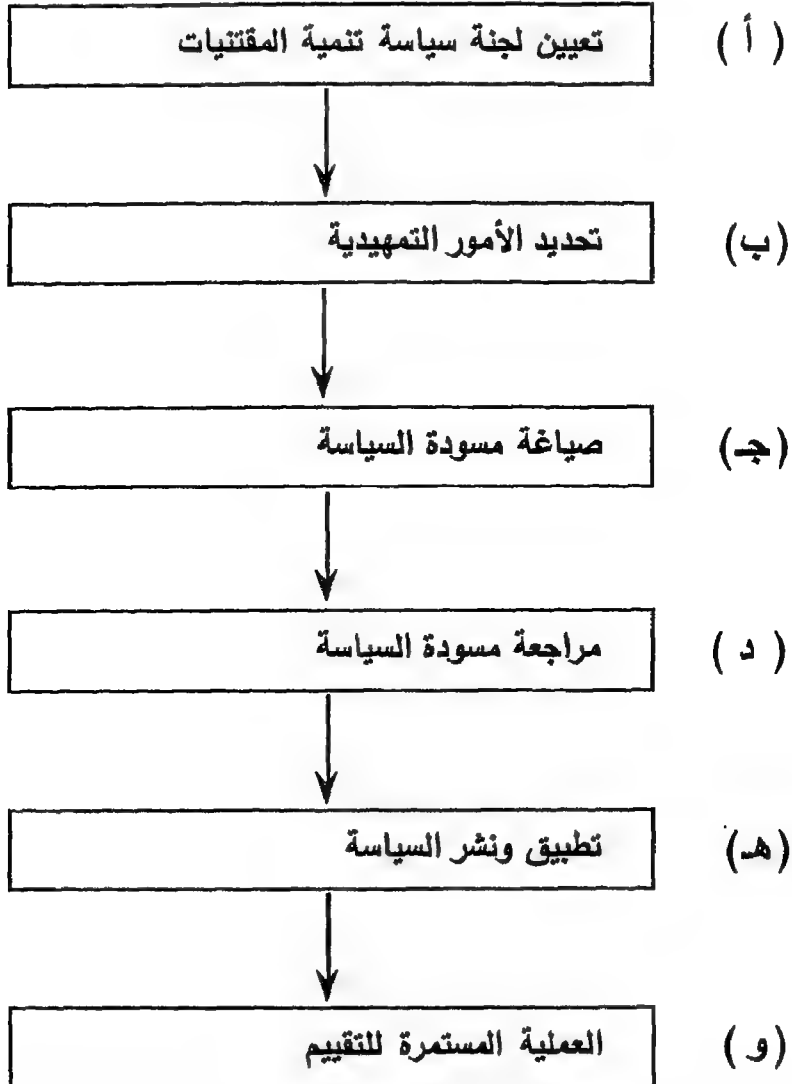 ( أ ) تعيين لجنة سياسة تنمية المقتنيات
(ب) تحديد الأمور التمهيدية
(جـ) صياغة مسودة السياسة
( د ) مراجعة مسودة السياسة
(هـ) تطبيق ونشر السياسة
( و ) العملية المستمرة للتقييم